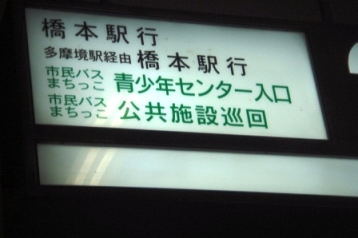 橋本駅行
多摩境駅経由 橋本駅行
市民バス まちっこ 青少年センター入口
市民バス まちっこ 公共施設巡回